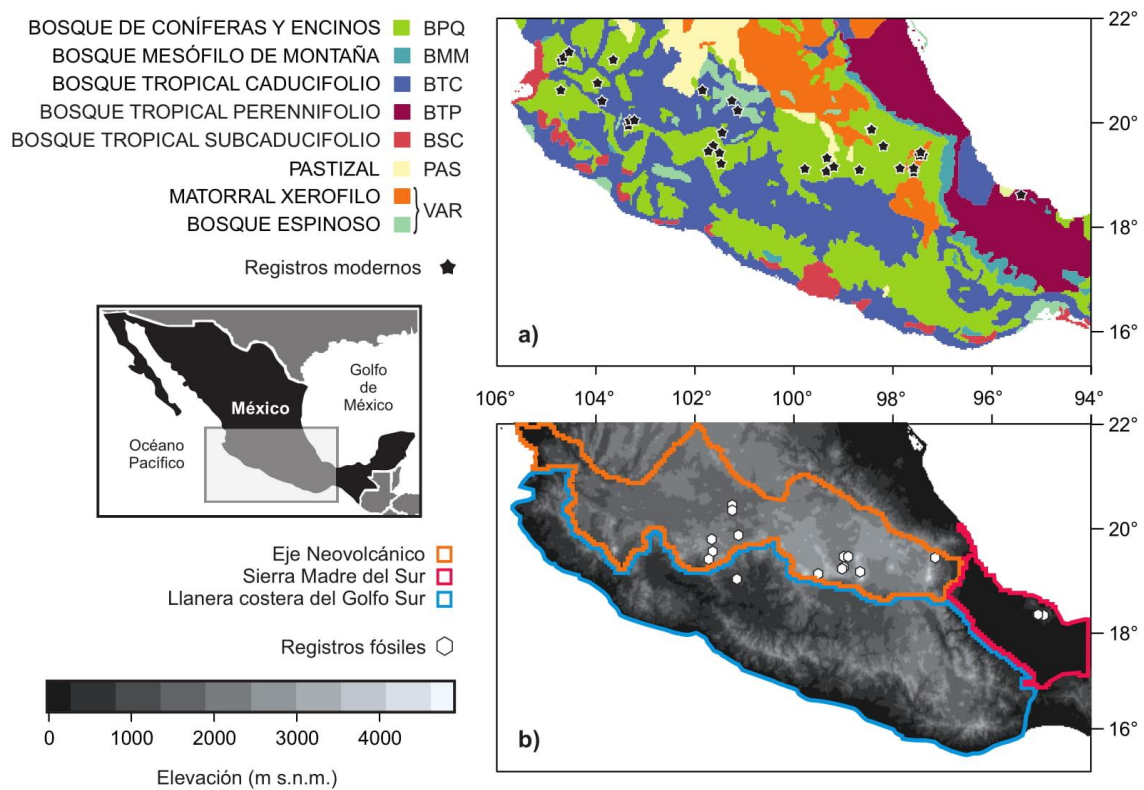 BOSQUE DE CONÍFERAS Y ENCINOS BPQ
BOSQUE MESÓFILO DE MONTAÑA BMM
BOSQUE TROPICAL CADUCIFOLIO BTC
BOSQUE TROPICAL PERENNIFOLIO BTP
BOSQUE TROPICAL SUBCADUCIFOLIO BSC
PASTIZAL PAS
MATORRAL XEROFILO
VAR
BOSQUE ESPINOSO
Registros modernos
22°
20°
18°
16°
a)
106° 104° 102° 100° 98° 96° 94°
Golfo
de
México
México
Océano
Pacífico
22°
20°
18°
16°
b)
Eje Neovolcánico
Sierra Madre del Sur
Llanera costera del Golfo Sur
Registros fósiles
0 1000 2000 3000 4000
Elevación (m s.n.m.)